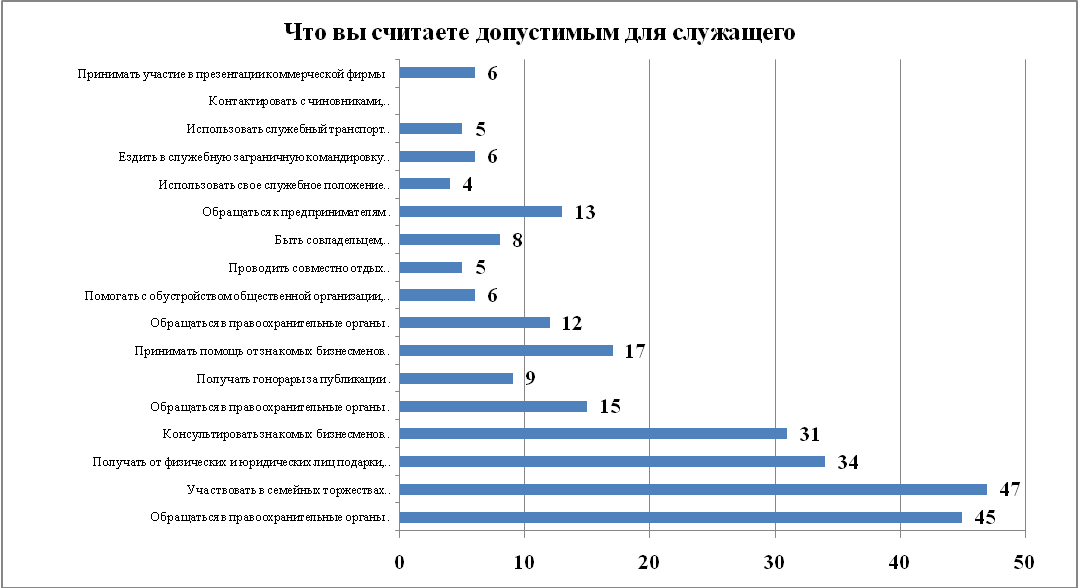 Что вы считаете допустимым для служащего
Принимать участие в презентации коммерческой фирмы 6
Контактировать с чиновниками,..
Использовать служебный транспорт.. 5
Ездить в служебную заграничную командировку.. 6
Использовать свое служебное положение.. 4
Обращаться к предпринимателям.. 13
Быть совладельцем,.. 8
Проводить совместно отдых.. 5
Помогать с обустройством общественной организации,.. 6
Обращаться в правоохранительные органы.. 12
Принимать помощь от знакомых бизнесменов.. 17
Получать гонорары за публикации.. 9
Обращаться в правоохранительные органы.. 15
Консультировать знакомых бизнесменов.. 31
Получать от физических и юридических лиц подарки,.. 34
Участвовать в семейных торжествах.. 47
Обращаться в правоохранительные органы.. 45
0 10 20 30 40 50